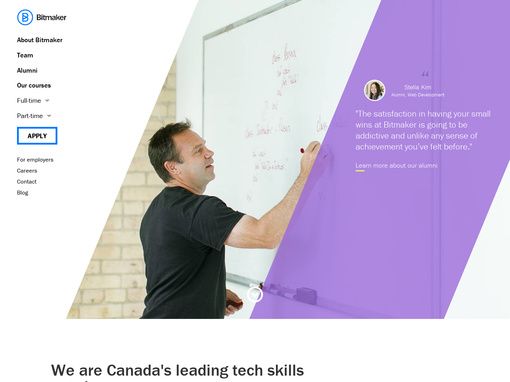 Bitmaker
About Bitmaker
Team
Alumni
Our courses
Full-time
Part-time
APPLY
For employers
Careers
Contact
Blog
Stella Kim
Alumni, Web Development
"The satisfaction in having your small
wins at Bitmaker is going to be
addictive and unlike any sense of
achievement you've felt before."
Learn more about our alumni
We are Canada's leading tech skills